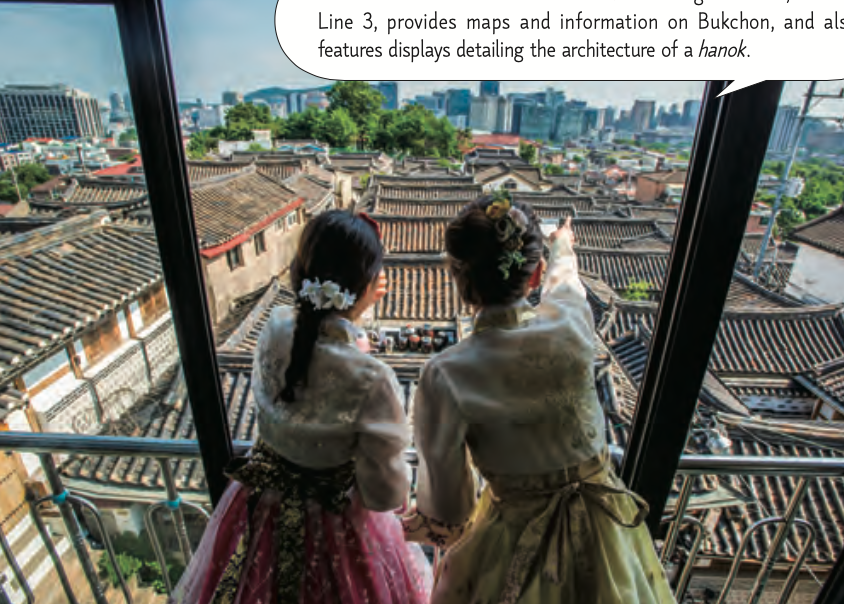 Line 3, provides maps and information on Bukchon, and als
features displays detailing the architecture of a hanok.